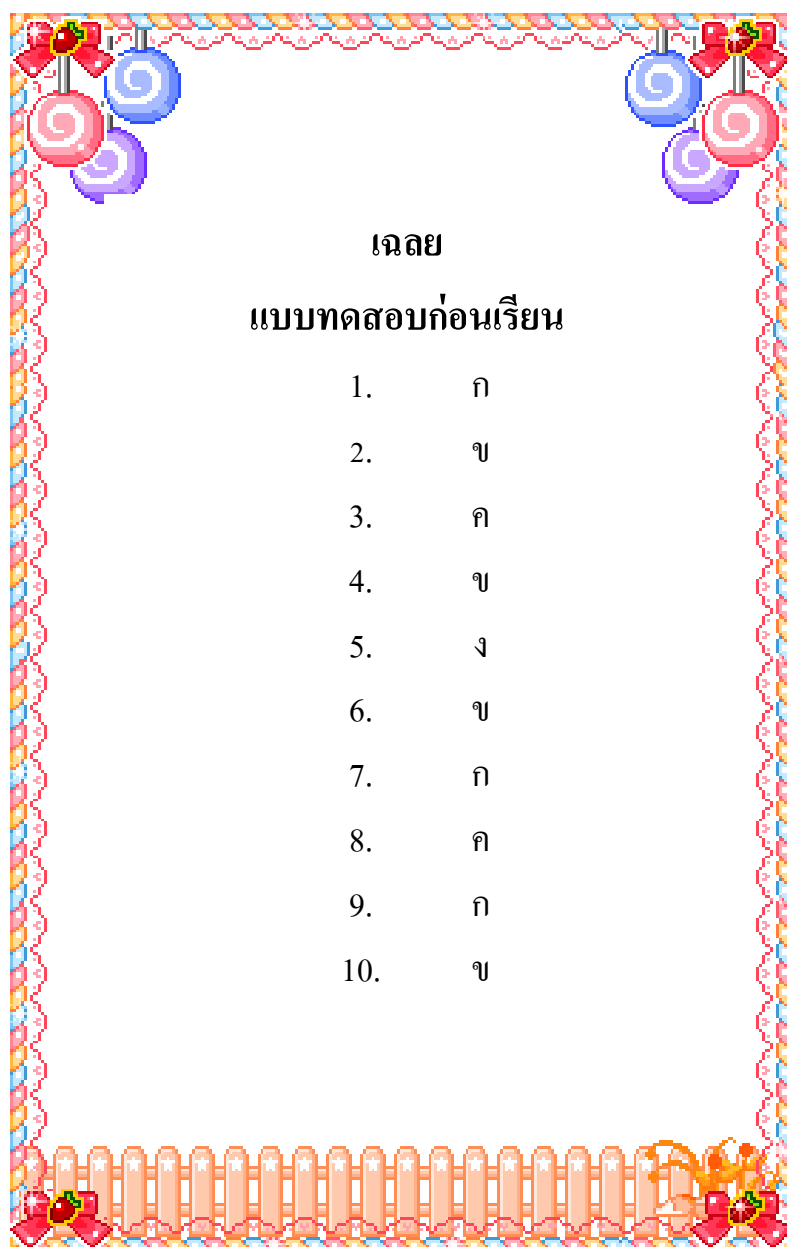 เฉลย
แบบทดสอบก่อนเรียน
1. ก
2. ข
3. ค
4. ข
5. ง
6. ข
7. ก
8. ค
9. ก
10. ข